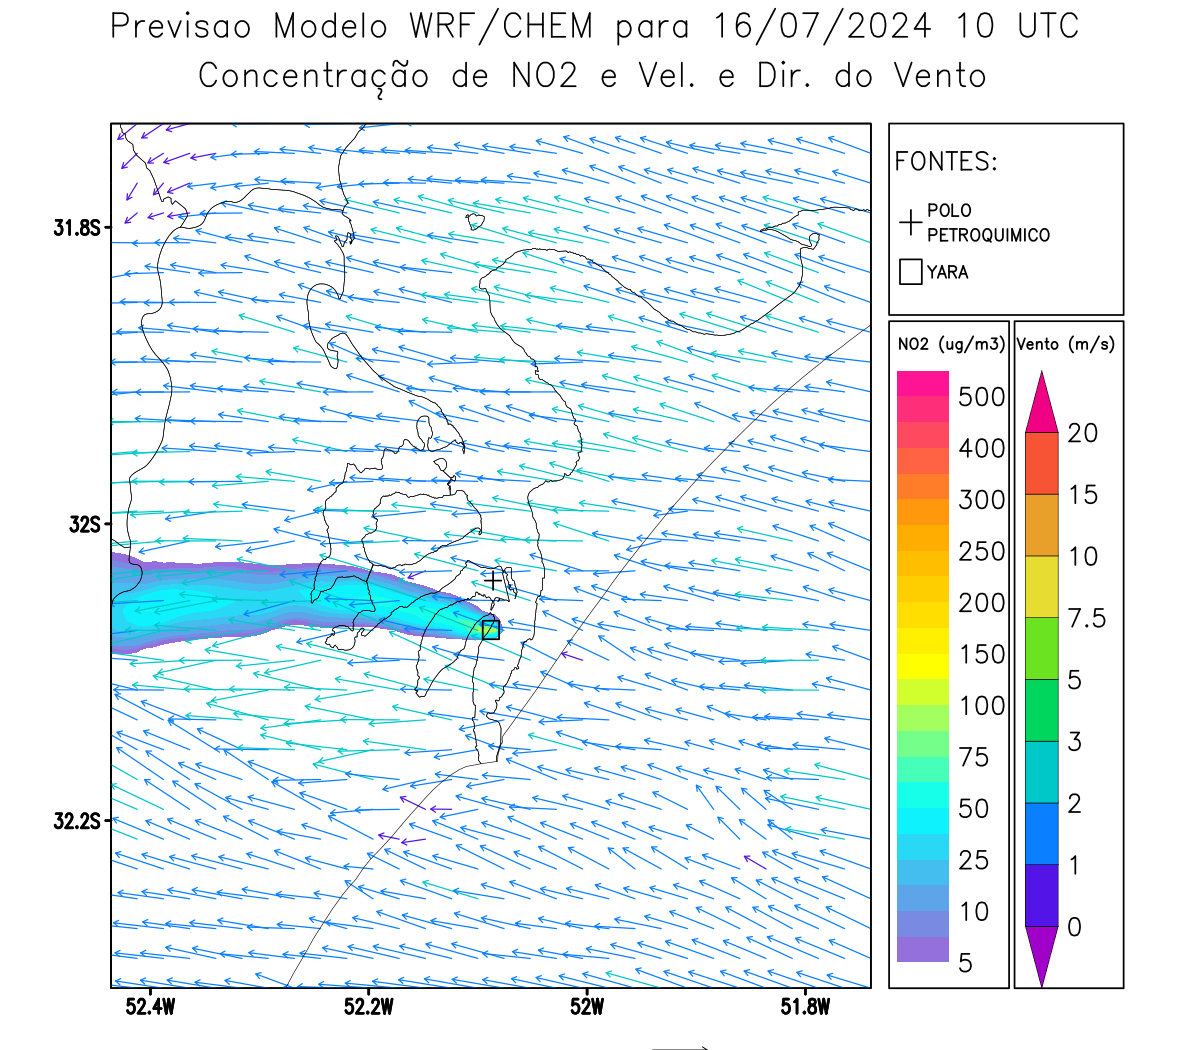 Previsao Modelo WRF/CHEM para 16/07/2024 10 UTC
Concentração de NO2 e Vel. e Dir. do Vento
FONTES:
POLO
PETROQUIMICO
YARA
NO2 (ug/m3)
500
400
300
250
200
150
100
75
50
25
10
5
Vento (m/s)
20
15
10
7.5
5
3
2
1
0
31.8S
32S
32.2S
52.4W
52.2W
52W
51.8W